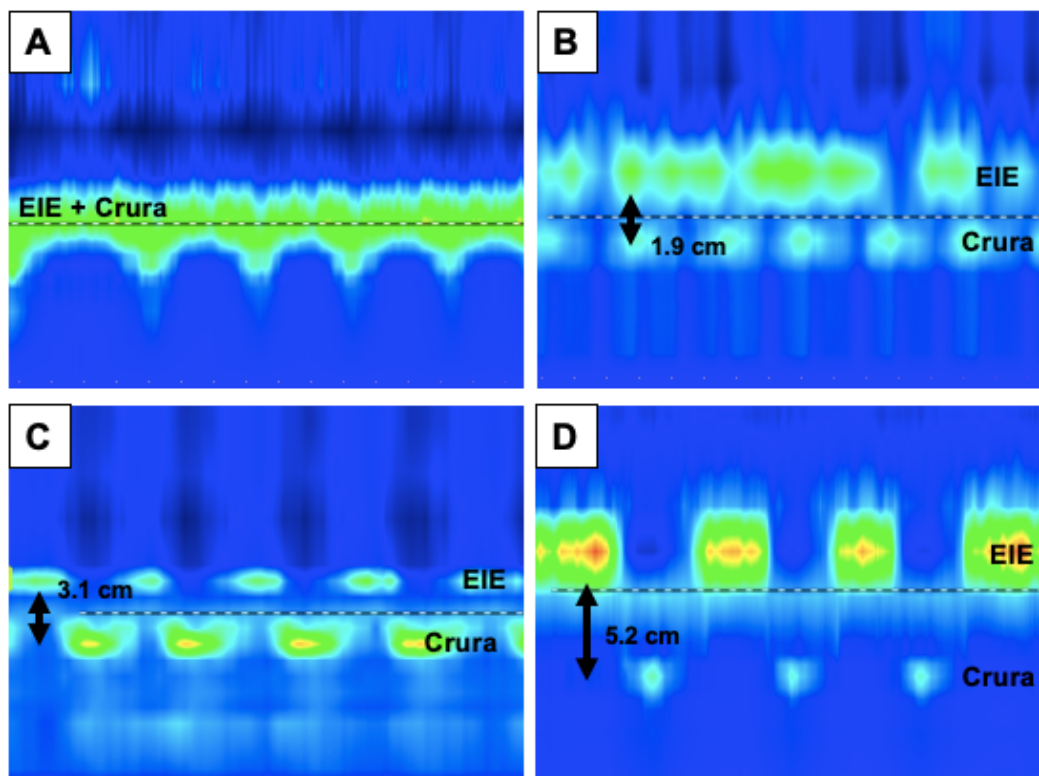 A
EIE + Crura
B
EIE
1.9 cm
Crura
C
EIE
3.1 cm
Crura
D
EIE
5.2 cm
Crura